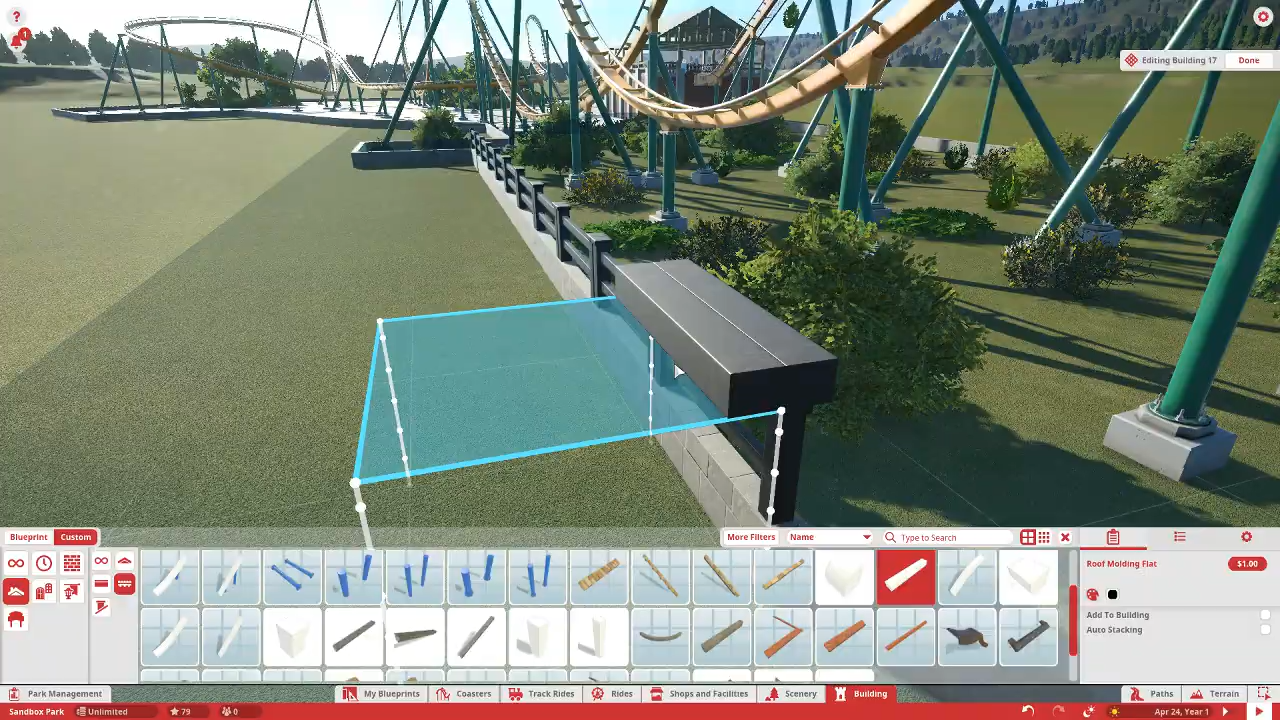 ?
1
Editing Building 17 Done
Blueprint Custom
More Filters Name Type to Search
Roof Molding Flat $1.00
Add To Building
Auto Stacking
Park Management My Blueprints Coasters Track Rides Rides Shops and Facilities Scenery Building Paths Terrain
Sandbox Park Unlimited 79 0 Apr 24, Year 1